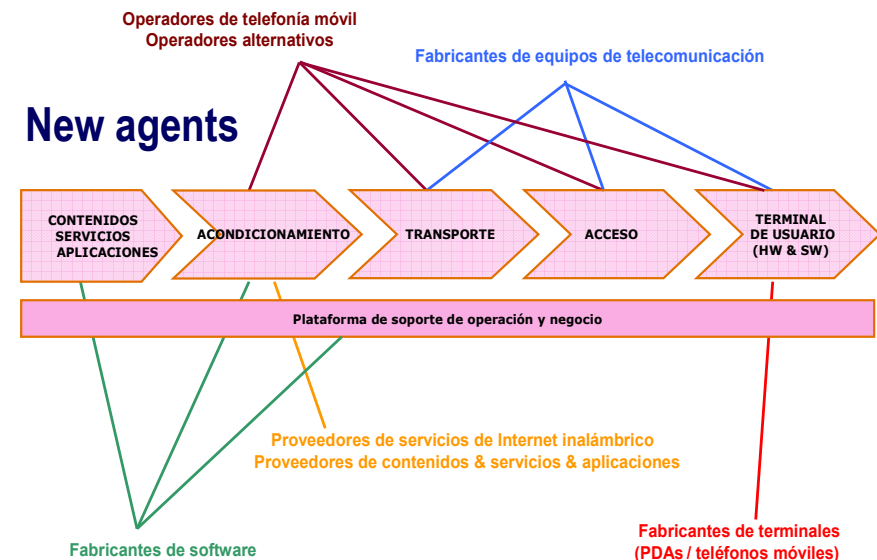 Operadores de telefonía móvil
Operadores alternativos
Fabricantes de equipos de telecomunicación
New agents
CONTENIDOS
SERVICIOS
APLICACIONES
ACONDICIONAMIENTO
TRANSPORTE
ACCESO
TERMINAL
DE USUARIO
(HW & SW)
Plataforma de soporte de operación y negocio
Proveedores de servicios de Internet inalámbrico
Proveedores de contenidos & servicios & aplicaciones
Fabricantes de software
Fabricantes de terminales
(PDAs / teléfonos móviles)